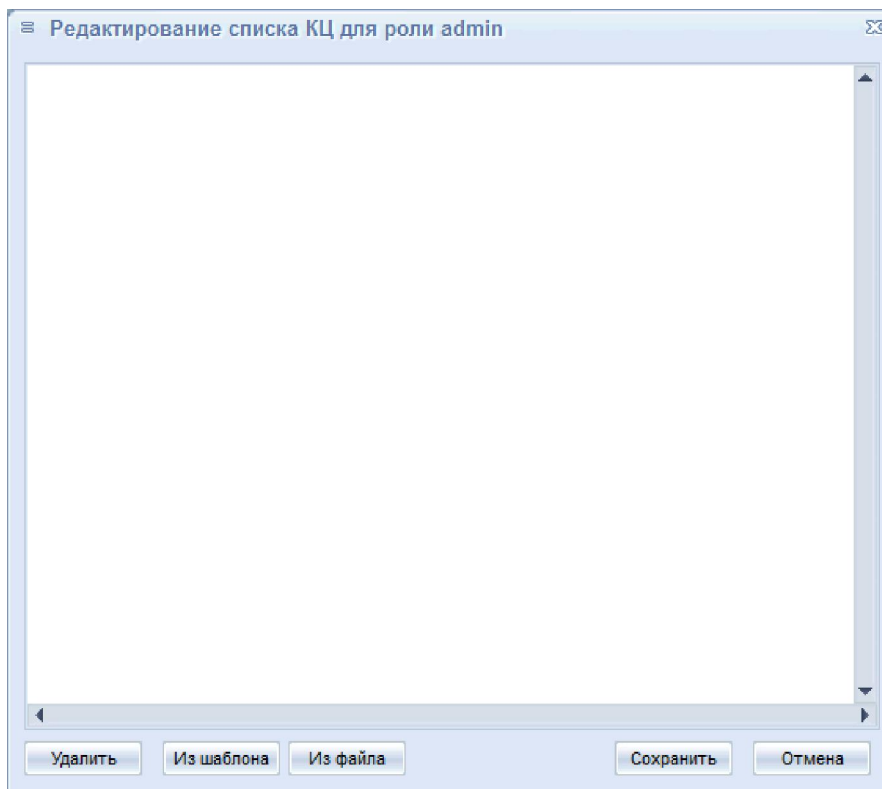 Редактирование списка КЦ для роли admin
Удалить Из шаблона Из файла Сохранить Отмена